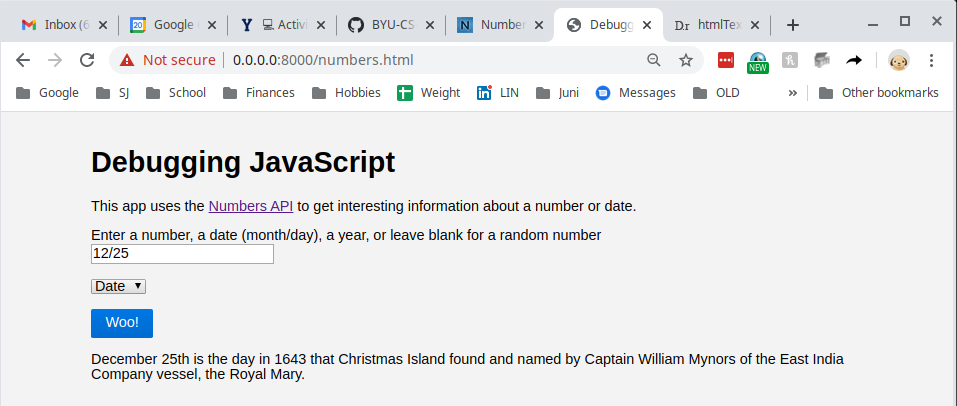 Inbox (6
20
Google
Activi
BYU-CS
N
Number
Debugg
D.r
htmlTex
Not secure
0.0.0.0:8000/numbers.html
NEW
Google
SJ
School
Finances
Hobbies
Weight
in
LIN
Juni
Messages
OLD
»
Other bookmarks
Debugging JavaScript
This app uses the Numbers API to get interesting information about a number or date.
Enter a number, a date (month/day), a year, or leave blank for a random number
12/25
Date
Woo!
December 25th is the day in 1643 that Christmas Island found and named by Captain William Mynors of the East India
Company vessel, the Royal Mary.